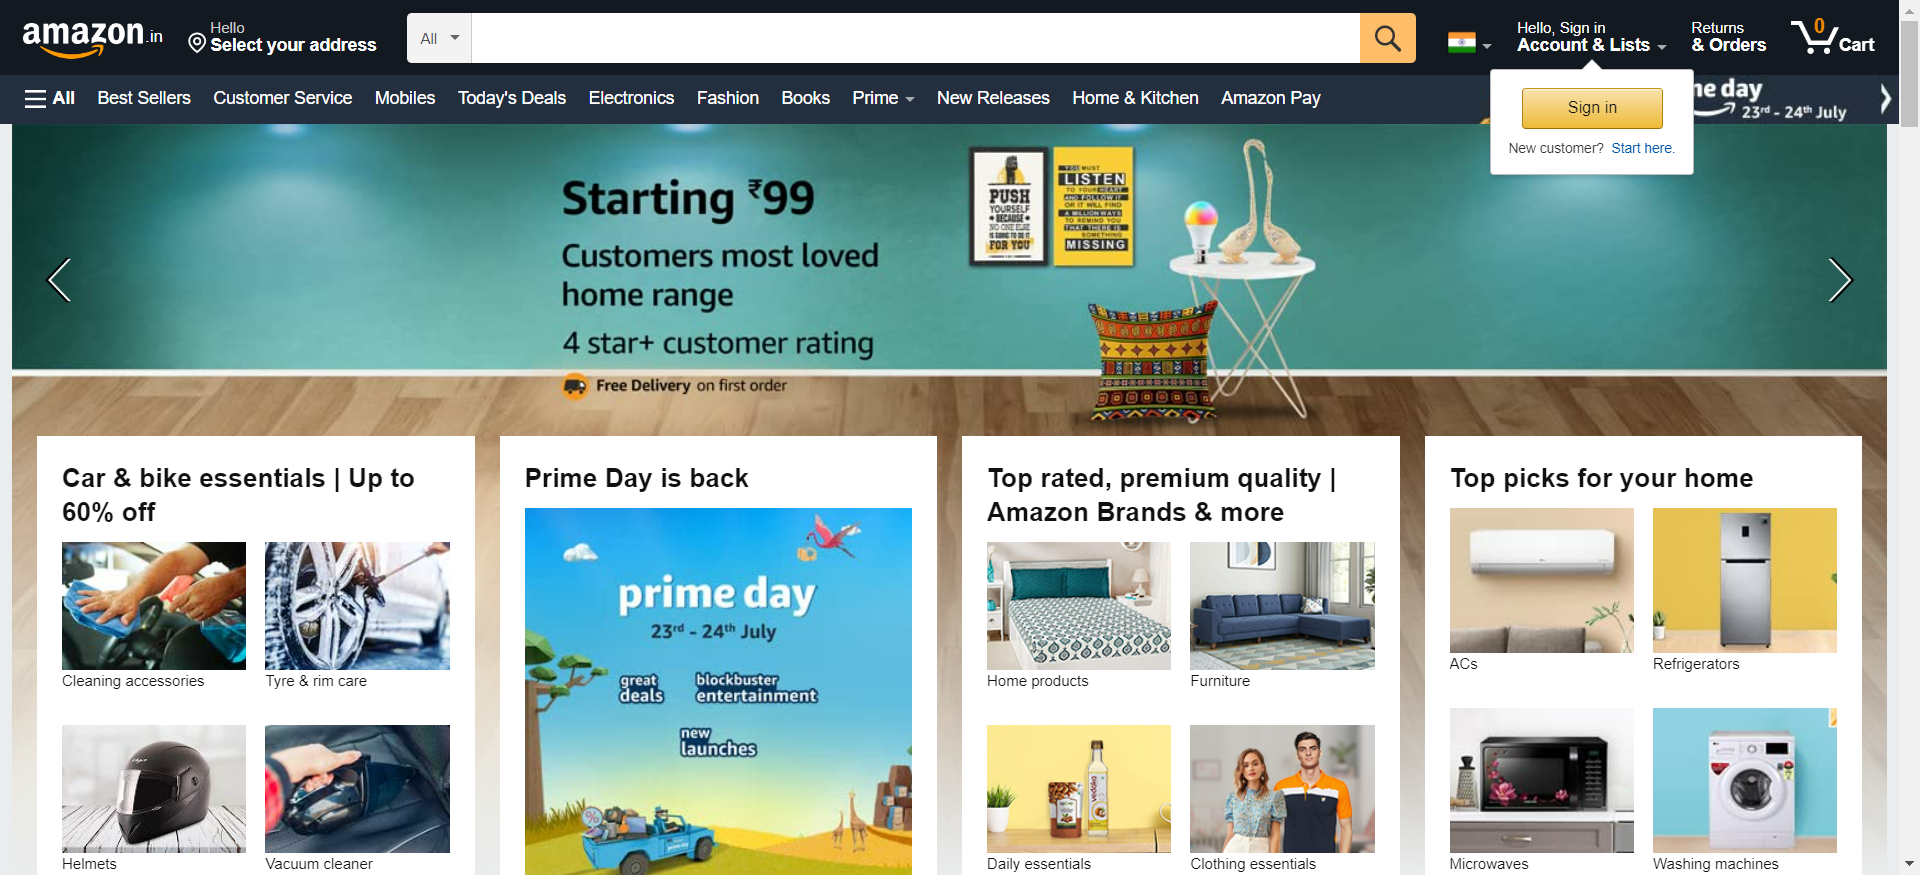 amazon.in
Hello
Select your address
All
Hello, Sign in
Account & Lists
Returns
& Orders
0
Cart
All
Best Sellers
Customer Service
Mobiles
Today's Deals
Electronics
Fashion
Books
Prime
New Releases
Home & Kitchen
Amazon Pay
ne day
23rd - 24th July
Sign in
New customer? Start here.
Starting ₹99
Customers most loved
home range
4 star+ customer rating
Free Delivery on first order
PUSH
YOURSELF
BECAUSE
NO ONE ELSE
IS GOING TO DO IT
FOR YOU
YOU MUST
LISTEN
TO YOUR HEART
AND FOLLOW IT
OR IT WILL FIND
A MILLION WAYS
TO REMIND YOU
THAT THERE IS
SOMETHING
MISSING
Car & bike essentials | Up to
60% off
Cleaning accessories
Tyre & rim care
Helmets
Vacuum cleaner
Prime Day is back
prime day
23rd - 24th July
great
deals
blockbuster
entertainment
new
launches
%
prime day
Top rated, premium quality |
Amazon Brands & more
Home products
Furniture
Daily essentials
Clothing essentials
Top picks for your home
ACs
Refrigerators
Microwaves
Washing machines